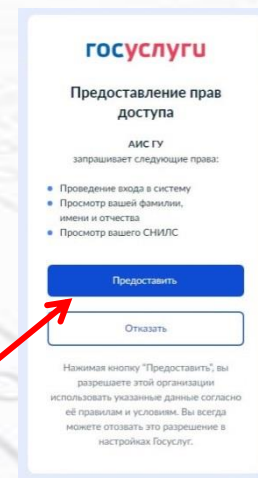 госуслуги
Предоставление прав
доступа
АИС ГУ
запрашивает следующие права:
Проведение входа в систему
Просмотр вашей фамилии,
имени и отчества
Просмотр вашего СНИЛС
Предоставить
Отказать
Нажимая кнопку "Предоставить", вы
разрешаете этой организации
использовать указанные данные согласно
её правилам и условиям. Вы всегда
можете отозвать это разрешение в
настройках Госуслуг.